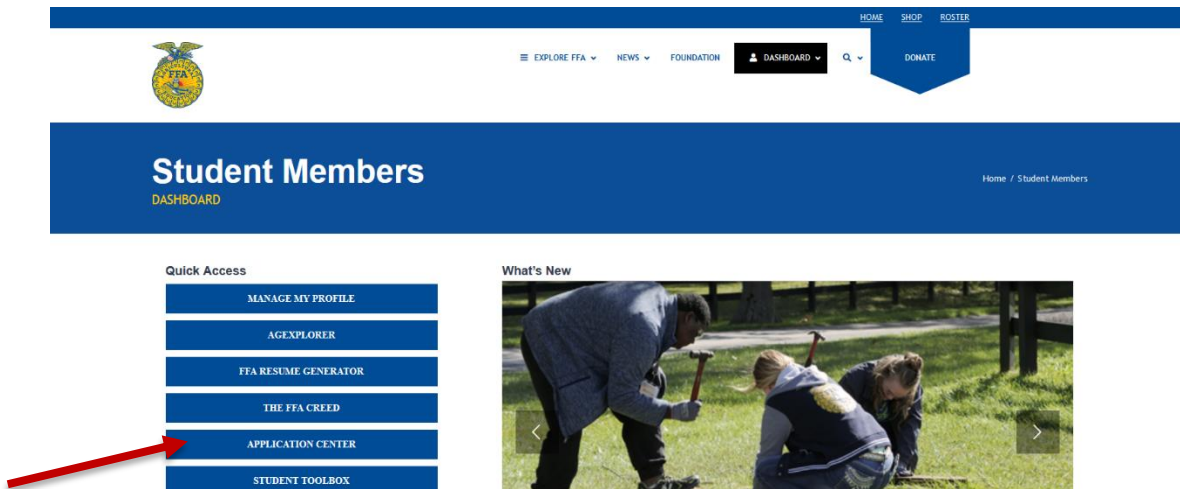 HOME SHOP ROSTER
FFA
EXPLORE FFA NEWS FOUNDATION DASHBOARD DONATE
Student Members
DASHBOARD
Home / Student Members
Quick Access
MANAGE MY PROFILE
AGEXPLORER
FFA RESUME GENERATOR
THE FFA CREED
APPLICATION CENTER
STUDENT TOOLBOX
What's New